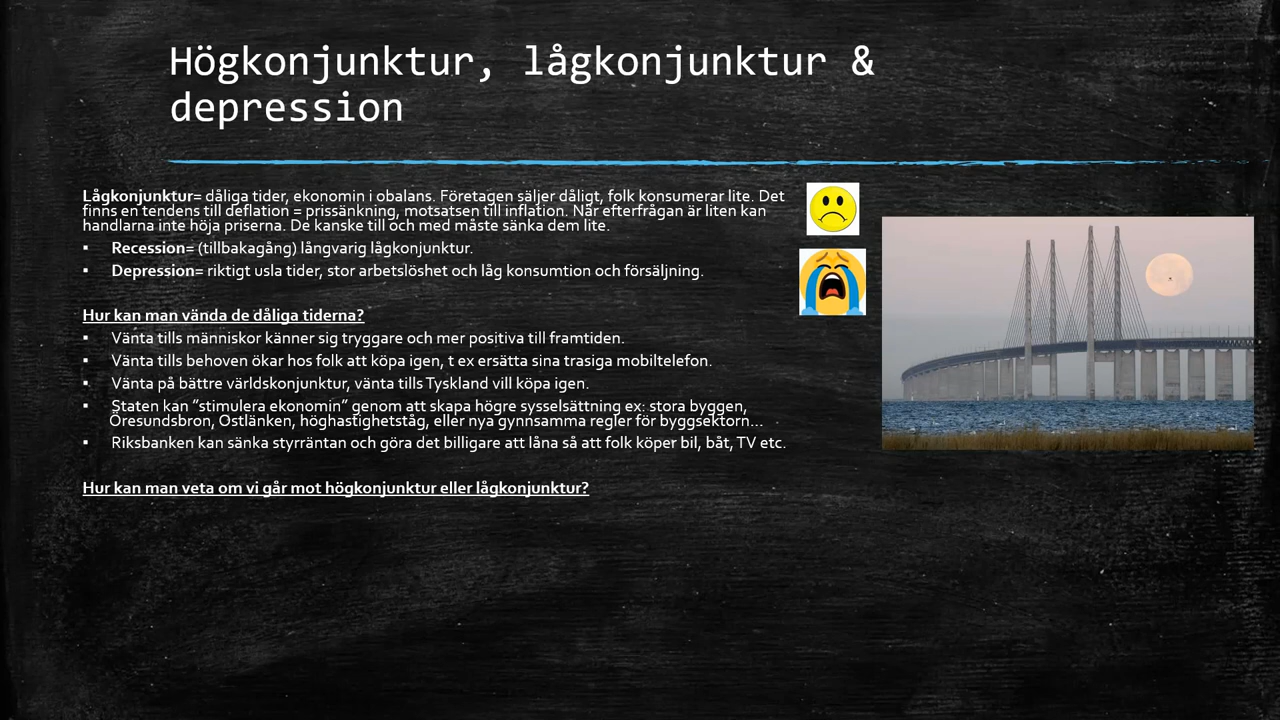 Högkonjunktur, lågkonjunktur &
depression
Lågkonjunktur= dåliga tider, ekonomin i obalans. Företagen säljer dåligt, folk konsumerar lite. Det
finns en tendens till deflation = prissänkning, motsatsen till inflation. När efterfrågan är liten kan
handlarna inte höja priserna. De kanske till och med måste sänka dem lite.
▪ Recession= (tillbakagång) långvarig lågkonjunktur.
▪ Depression= riktigt usla tider, stor arbetslöshet och låg konsumtion och försäljning.
Hur kan man vända de dåliga tiderna?
▪ Vänta tills människor känner sig tryggare och mer positiva till framtiden.
▪ Vänta tills behoven ökar hos folk att köpa igen, t ex ersätta sina trasiga mobiltelefon.
▪ Vänta på bättre världskonjunktur, vänta tills Tyskland vill köpa igen.
▪ Staten kan ”stimulera ekonomin” genom att skapa högre sysselsättning ex: stora byggen,
Öresundsbron, Ostlänken, höghastighetståg, eller nya gynnsamma regler för byggsektorn…
▪ Riksbanken kan sänka styrräntan och göra det billigare att låna så att folk köper bil, båt, TV etc.
Hur kan man veta om vi går mot högkonjunktur eller lågkonjunktur?